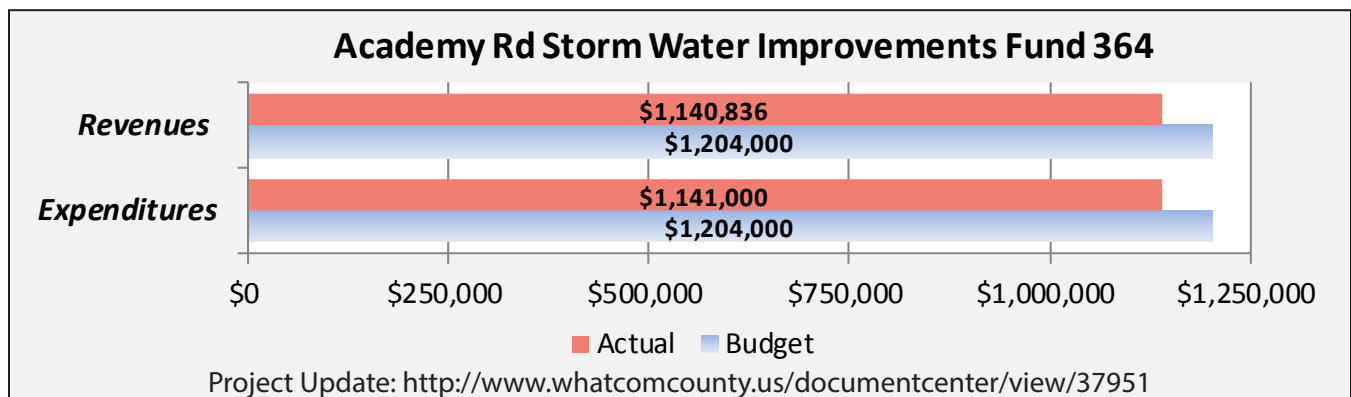 Academy Rd Storm Water Improvements Fund 364
Revenues
$1,140,836
$1,204,000
Expenditures
$1,141,000
$1,204,000
$0 $250,000 $500,000 $750,000 $1,000,000 $1,250,000
Actual Budget
Project Update: http://www.whatcomcounty.us/documentcenter/view/37951